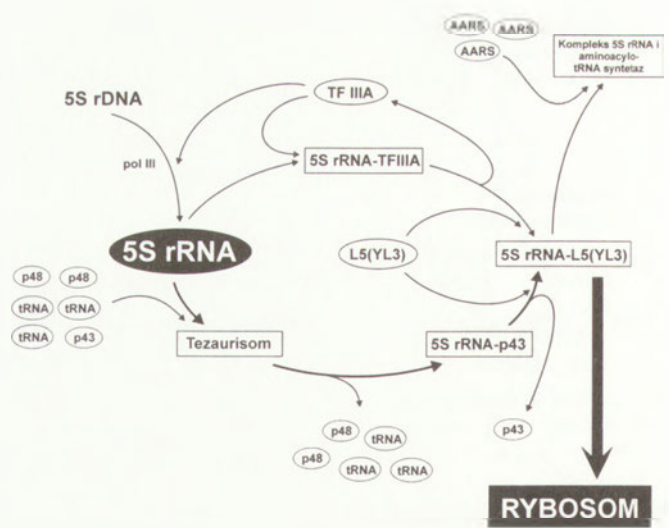 AARS
AARS
AARS
Kompleks 5S rRNA i
aminoacylo-
tRNA syntetaz
5S rDNA
TF IIIA
pol III
5S rRNA-TFIIIA
5S rRNA
L5(YL3)
5S rRNA-L5(YL3)
p48
p48
tRNA
tRNA
tRNA
p43
Tezaurisom
5S rRNA-p43
p48
tRNA
p48
tRNA
tRNA
p43
RYBOSOM